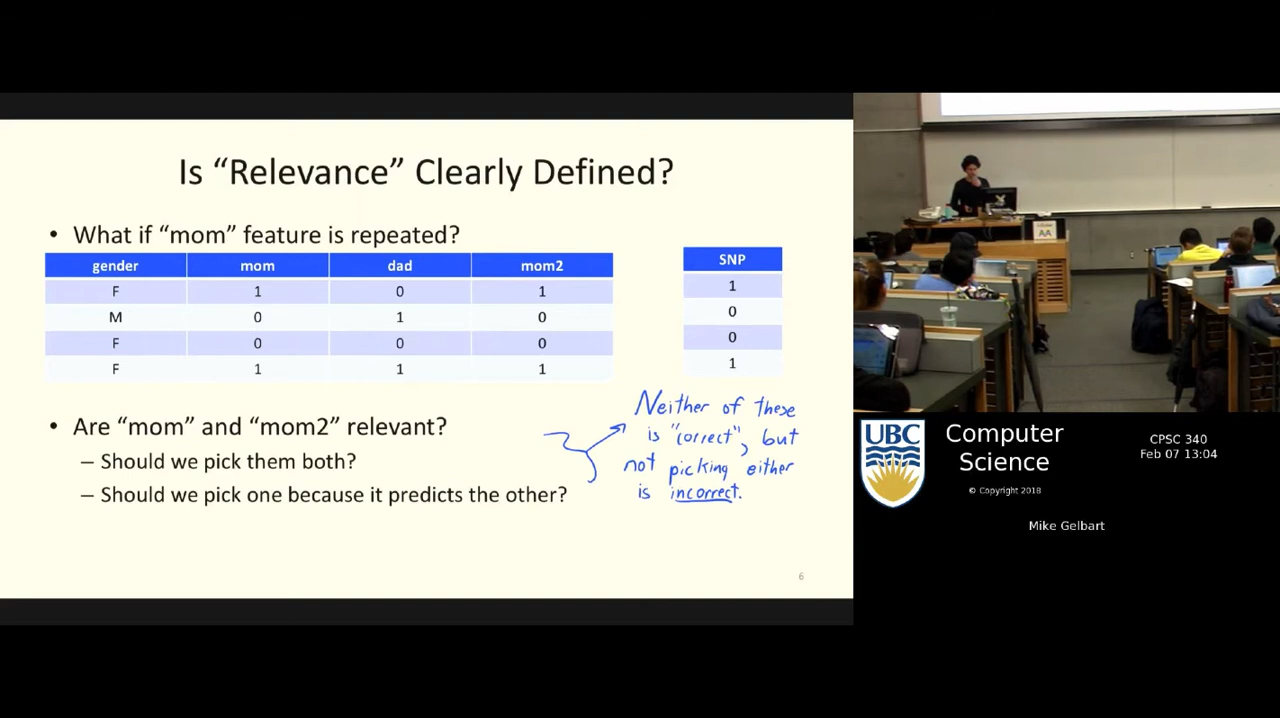 Is “Relevance” Clearly Defined?
• What if “mom” feature is repeated?
gender mom dad mom2
F 1 0 1
M 0 1 0
F 0 0 0
F 1 1 1
SNP
1
0
0
1
• Are “mom” and “mom2” relevant?
– Should we pick them both?
– Should we pick one because it predicts the other?
Neither of these
is "correct", but
not picking either
is incorrect.
6
AA
UBC
Computer
Science
© Copyright 2018
CPSC 340
Feb 07 13:04
Mike Gelbart